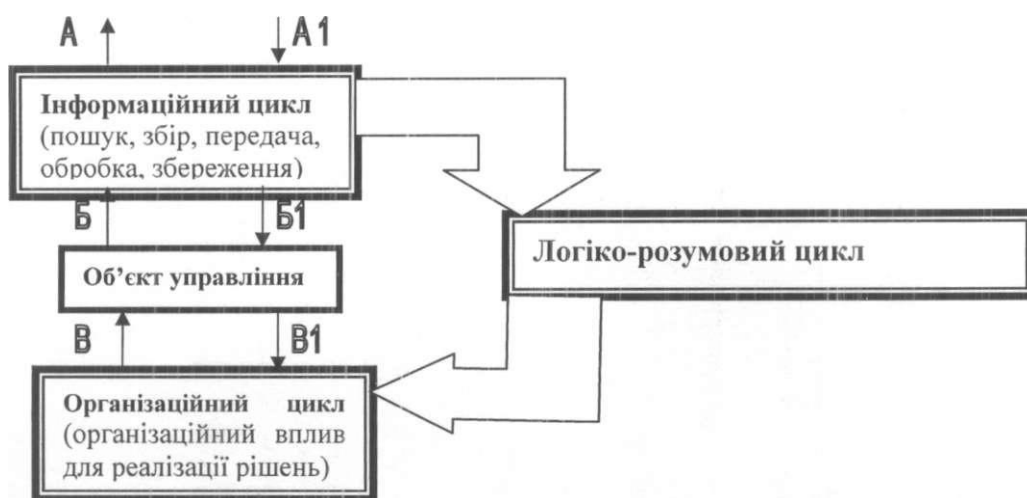 А
А1
Інформаційний цикл
(пошук, збір, передача,
обробка, збереження)
Б
Б1
Логіко-розумовий цикл
Об’єкт управління
В
В1
Організаційний цикл
(організаційний вплив
для реалізації рішень)